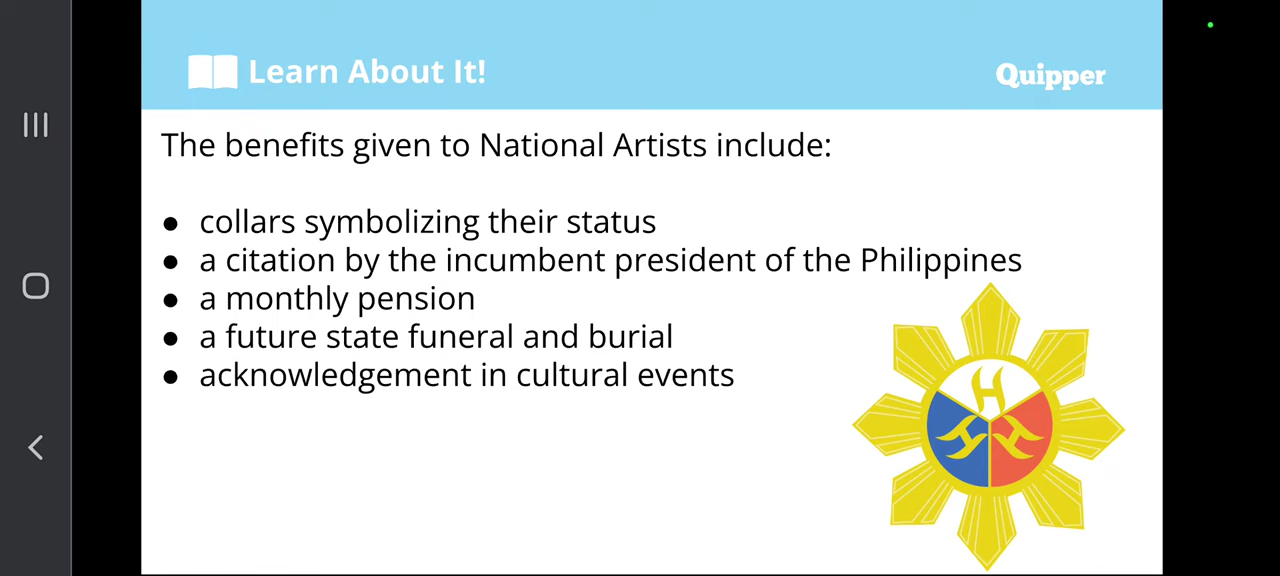 Learn About It!
Quipper
The benefits given to National Artists include:
● collars symbolizing their status
● a citation by the incumbent president of the Philippines
● a monthly pension
● a future state funeral and burial
● acknowledgement in cultural events
H
H H